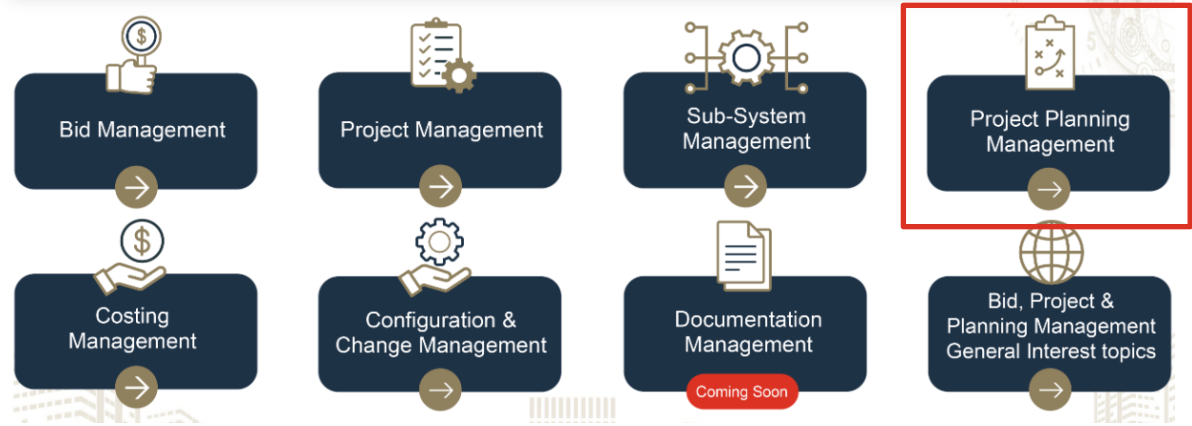 Bid Management
Project Management
Sub-System
Management
Project Planning
Management
Costing
Management
Configuration &
Change Management
Documentation
Management
Coming Soon
Bid, Project &
Planning Management
General Interest topics